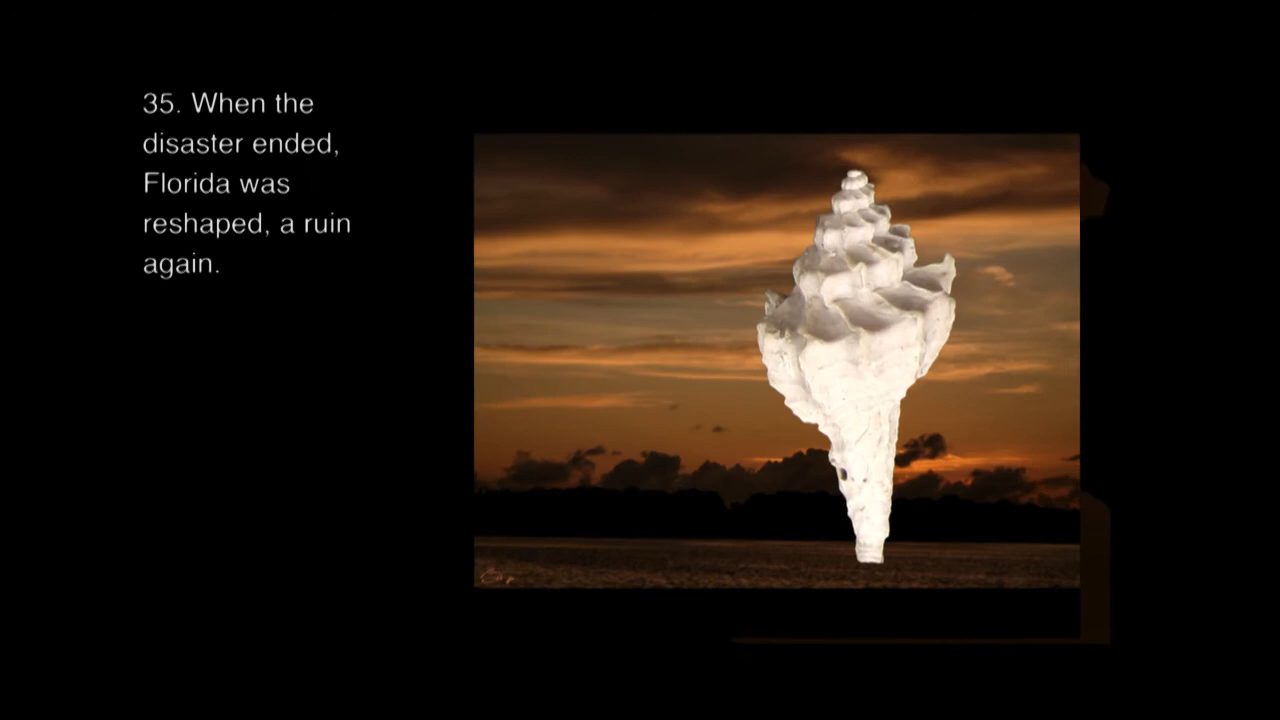 35. When the
disaster ended,
Florida was
reshaped, a ruin
again.